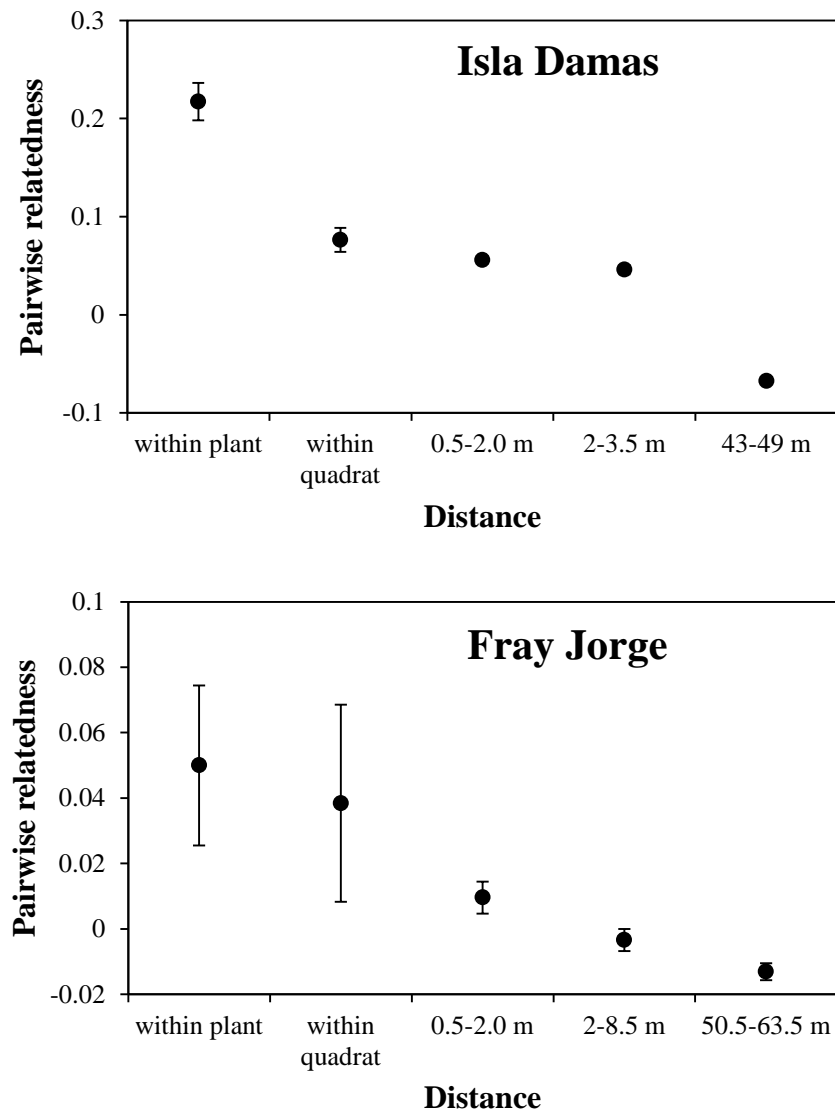 Isla Damas
Pairwise relatedness
0.3
0.2
0.1
0
-0.1
within plant
within
quadrat
0.5-2.0 m
2-3.5 m
43-49 m
Distance
Fray Jorge
Pairwise relatedness
0.1
0.08
0.06
0.04
0.02
0
-0.02
within plant
within
quadrat
0.5-2.0 m
2-8.5 m
50.5-63.5 m
Distance